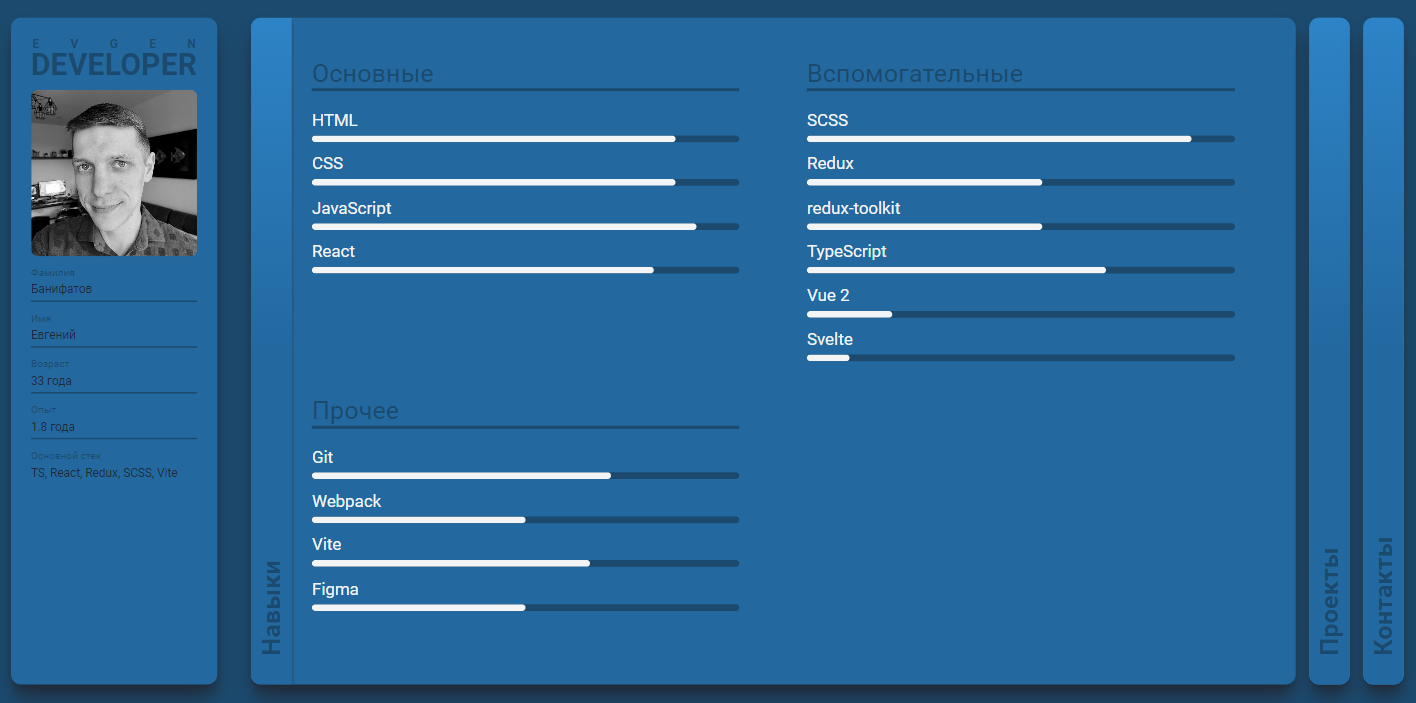 EVGEN
DEVELOPER
Фамилия
Банифатов
Имя
Евгений
Возраст
33 года
Опыт
1.8 года
Основной стек
TS, React, Redux, SCSS, Vite
Навыки
Основные
HTML
CSS
JavaScript
React
Вспомогательные
SCSS
Redux
redux-toolkit
TypeScript
Vue 2
Svelte
Прочее
Git
Webpack
Vite
Figma
Проекты
Контакты